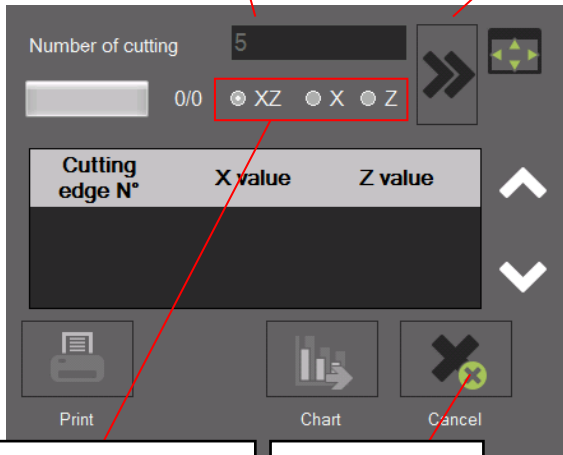 Number of cutting 5
0/0 XZ X Z
Cutting edge N° X value Z value
Print Chart Cancel